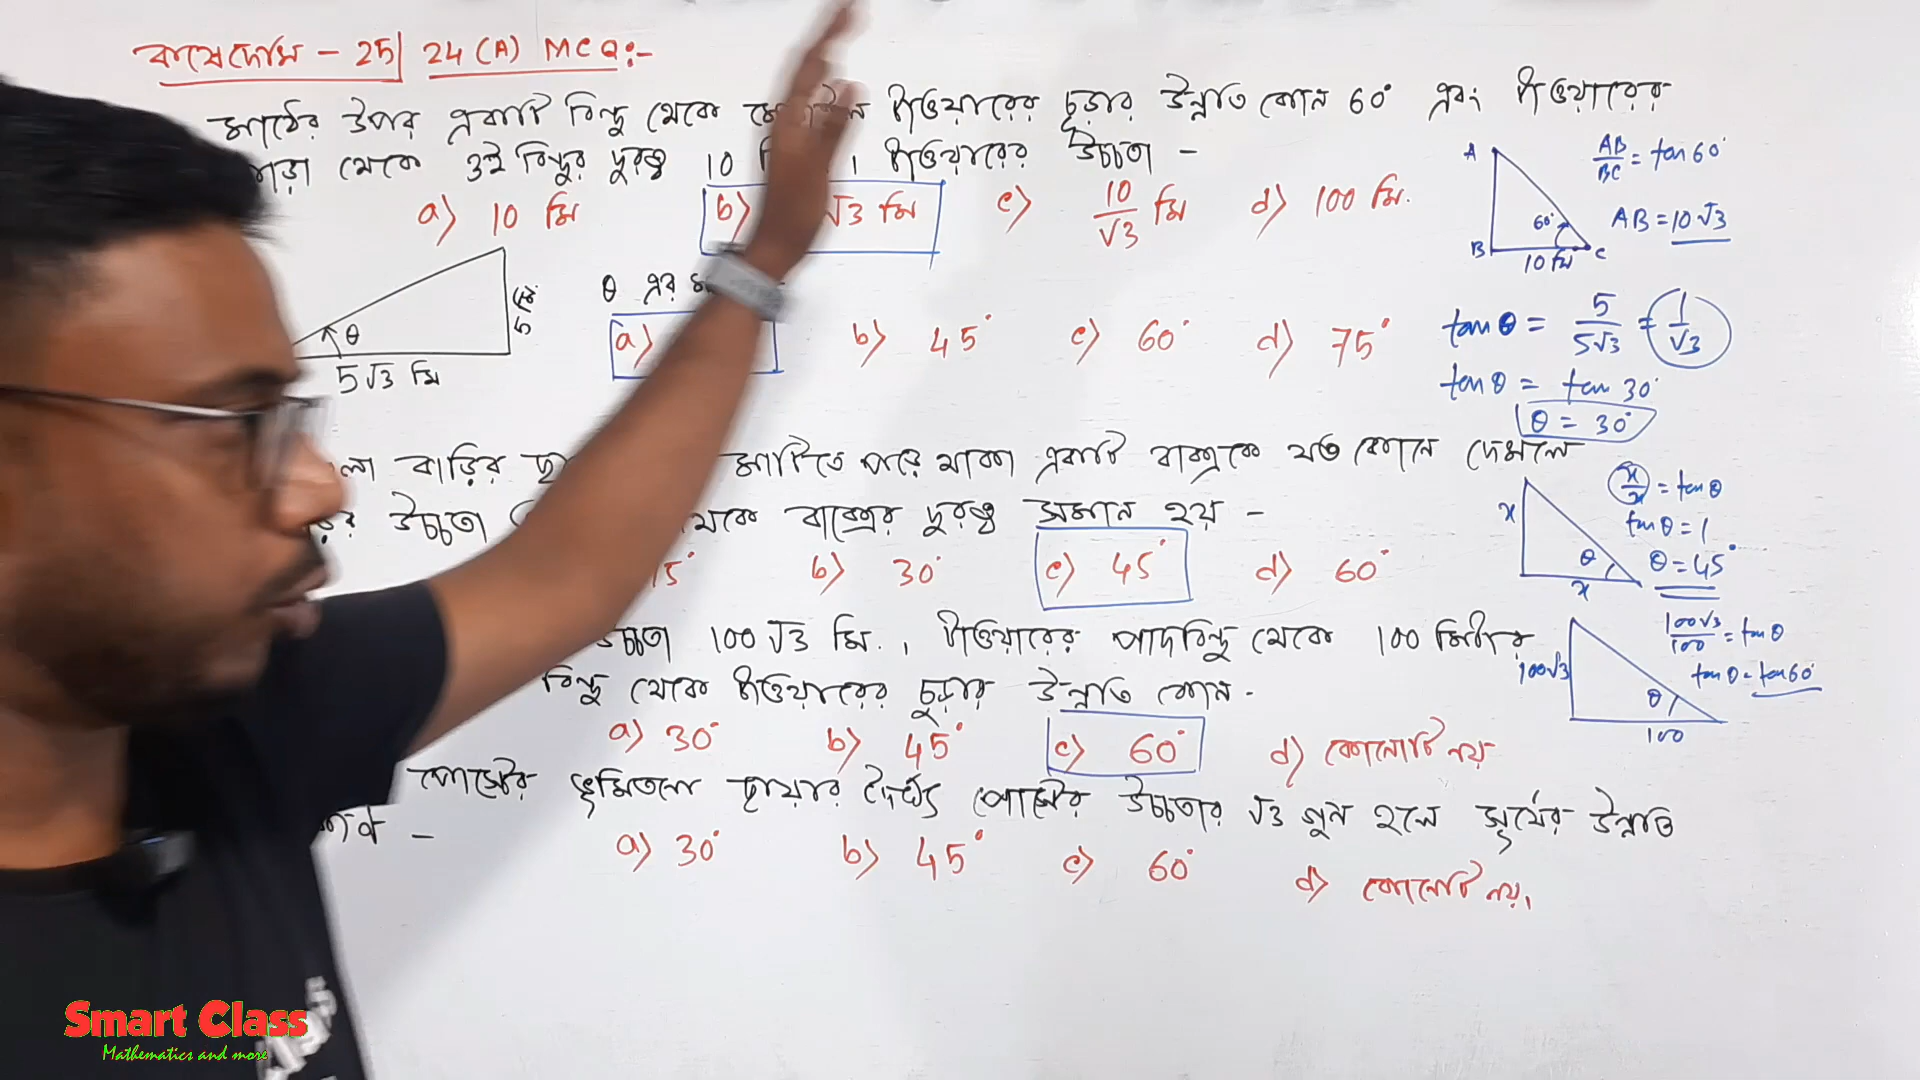 কষে দেখি - 25 | 24 (A) MCQ:-
মাঠের উপর একটি বিন্দু থেকে টাওয়ারের চূড়ার উন্নতি কোন 60° এবং টাওয়ারের
গোড়া থেকে ওই বিন্দুর দূরত্ব 10 টাওয়ারের উচ্চতা -
a) 10 মি b) √3 মি c) 10/√3 মি d) 100 মি.
A B C 60° 10 মি
AB/BC = tan 60°
AB = 10√3
θ 5√3 মি 5 মি
θ এর
a) b) 45° c) 60° d) 75°
tan θ = 5/5√3 = 1/√3
tan θ = tan 30°
θ = 30°
বাড়ির মাটিতে পরে থাকা একটি বাক্সকে যত কোনে দেখলে
উচ্চতা থেকে বাক্সের দূরত্ব সমান হয় -
15° b) 30° c) 45° d) 60°
x x θ
x/x = tan θ
tan θ = 1
θ = 45°
উচ্চতা 100√3 মি., টাওয়ারের পাদবিন্দু থেকে 100 মিটার
বিন্দু থেকে টাওয়ারের চূড়ার উন্নতি কোন -
a) 30° b) 45° c) 60° d) কোনোটি নয়
100√3 θ 100
100√3/100 = tan θ
tan θ = tan 60°
পোস্টের ভূমিতলে ছায়ার দৈর্ঘ্য পোস্টের উচ্চতার √3 গুন হলে সূর্যের উন্নতি
a) 30° b) 45° c) 60° d) কোনোটি নয়।
Smart Class
Mathematics and more